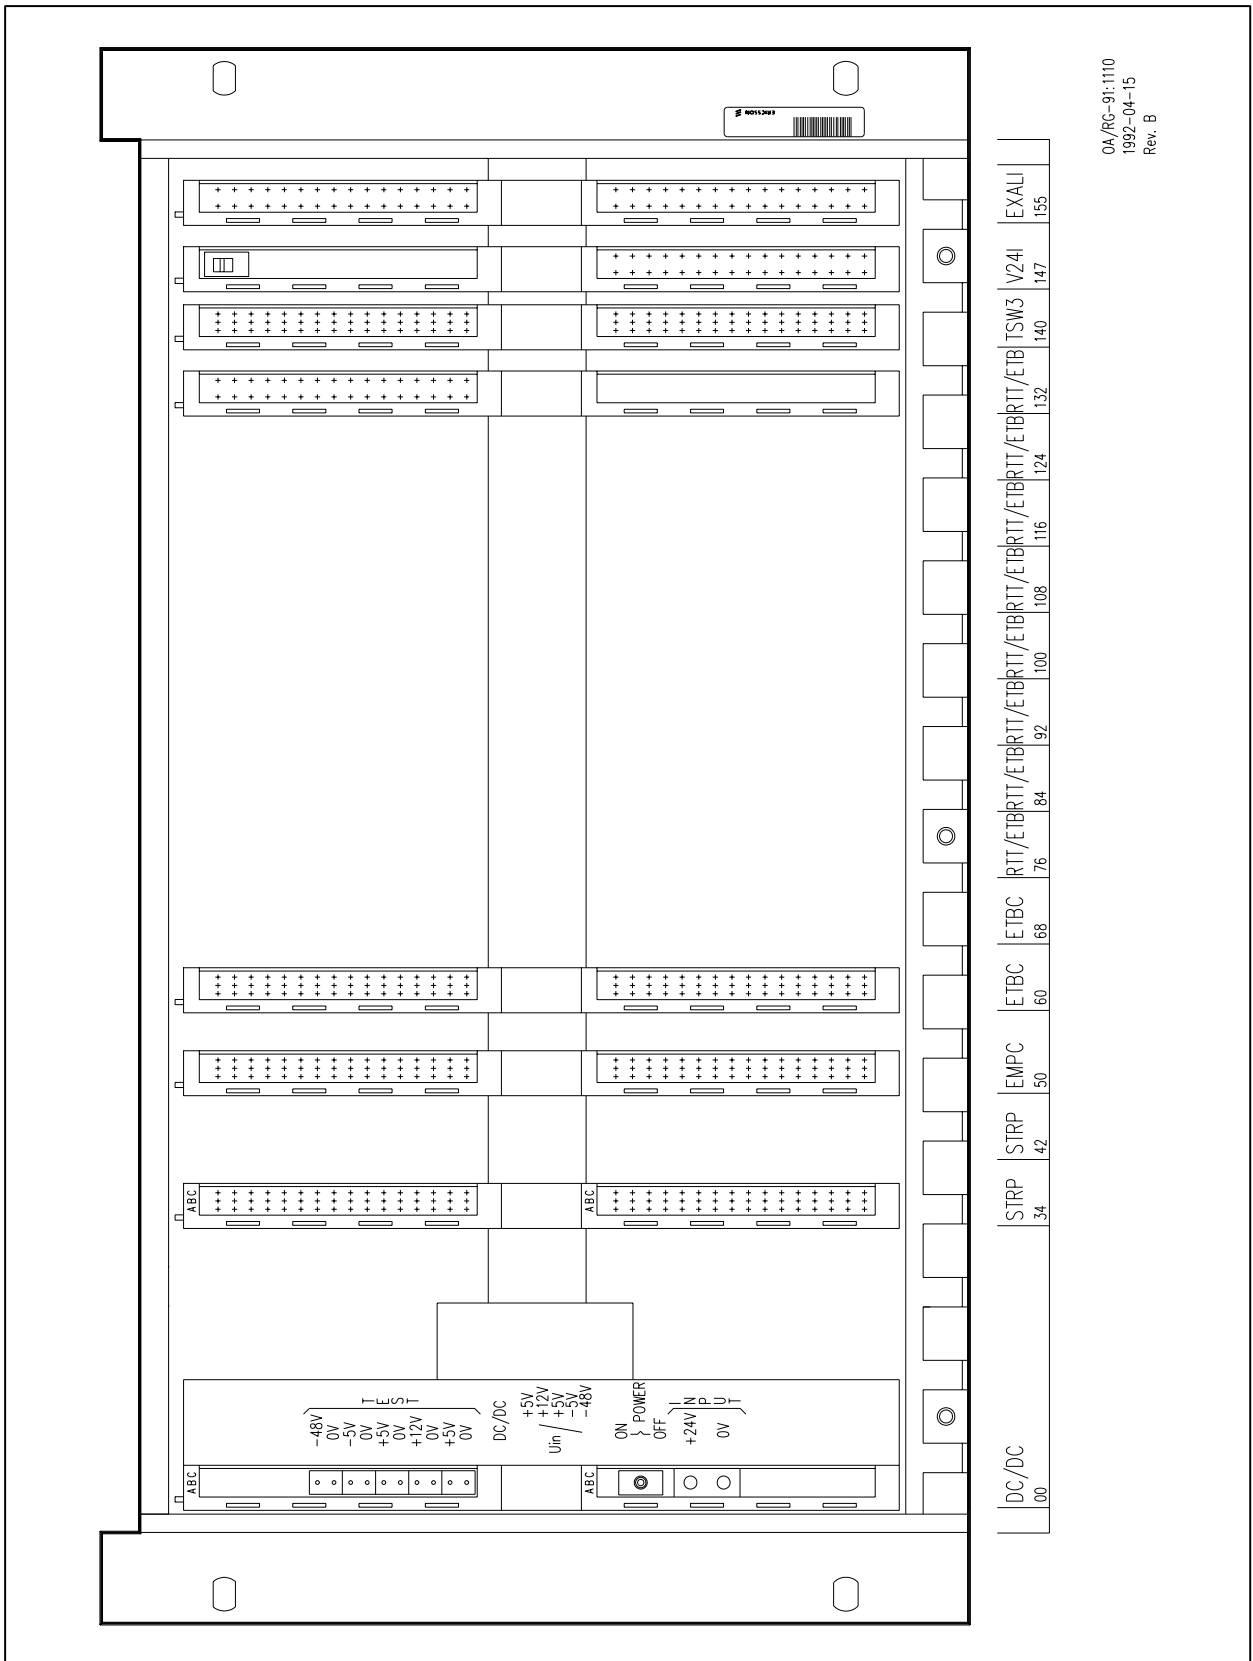 OA/RG-91:1110
1992-04-15
Rev. B
ERICSSON
DC/DC STRP STRP EMPC ETBC ETBC RTT/ETB RTT/ETB RTT/ETB RTT/ETB RTT/ETB RTT/ETB RTT/ETB RTT/ETB TSW3 V24I EXALI
00 34 42 50 60 68 76 84 92 100 108 116 124 132 140 147 155
ABC
ABC
ABC
ABC
-48V
0V
-5V
0V
+5V
0V
+12V
0V
+5V
0V
TEST
DC/DC
Uin /
+5V
+12V
+5V
-5V
-48V
ON
OFF
POWER
+24V
0V
INPUT